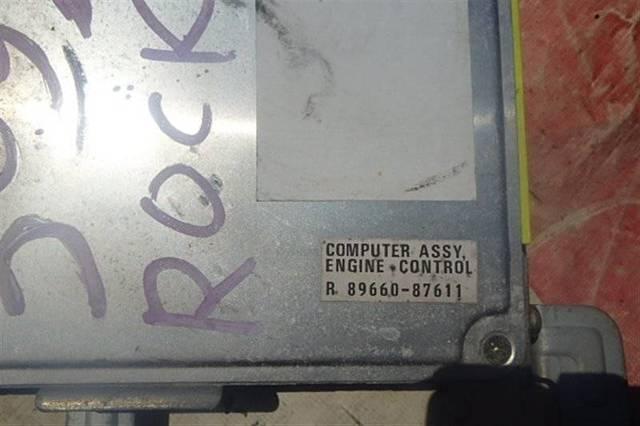 ROCK
COMPUTER ASSY,
ENGINE CONTROL
R 89660-87611